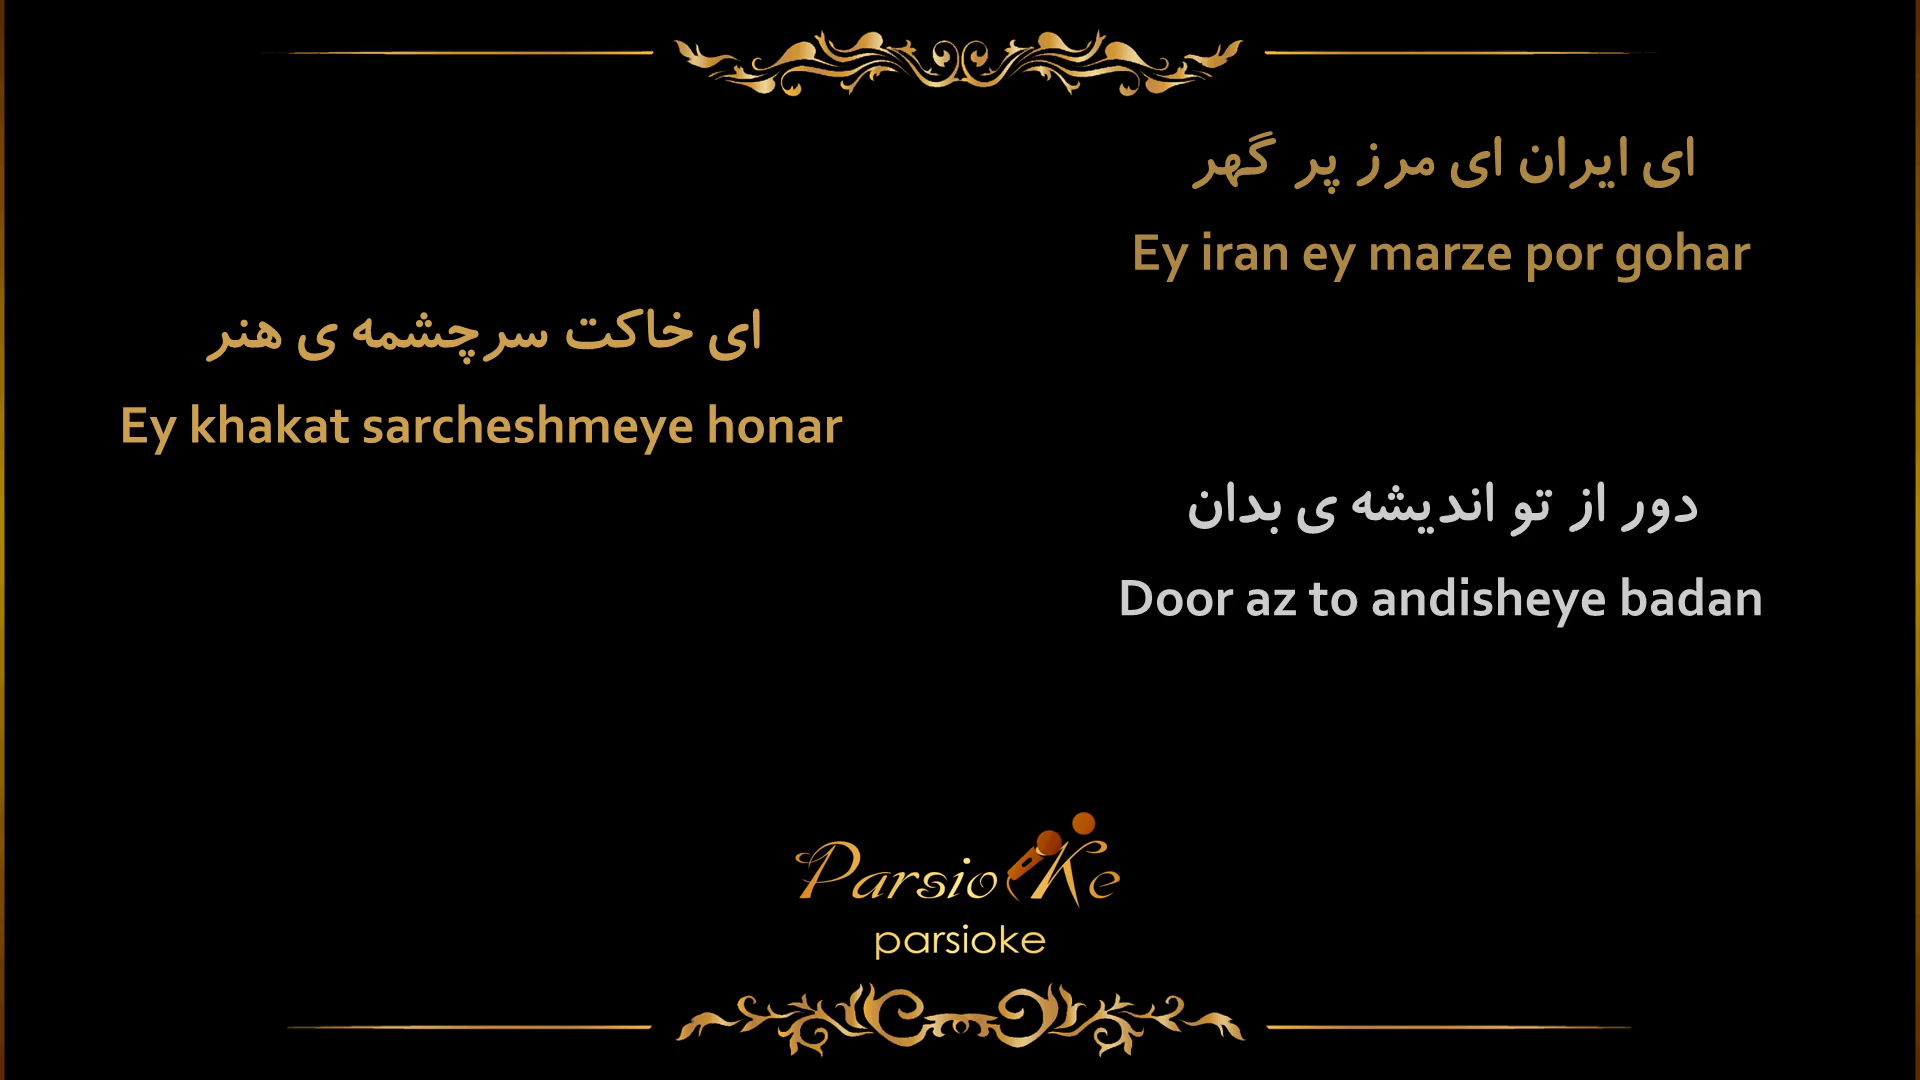 ای ایران ای مرز پر گهر
Ey iran ey marze por gohar
ای خاکت سرچشمه ی هنر
Ey khakat sarcheshmeye honar
دور از تو اندیشه ی بدان
Door az to andisheye badan
ParsioKe
parsioke